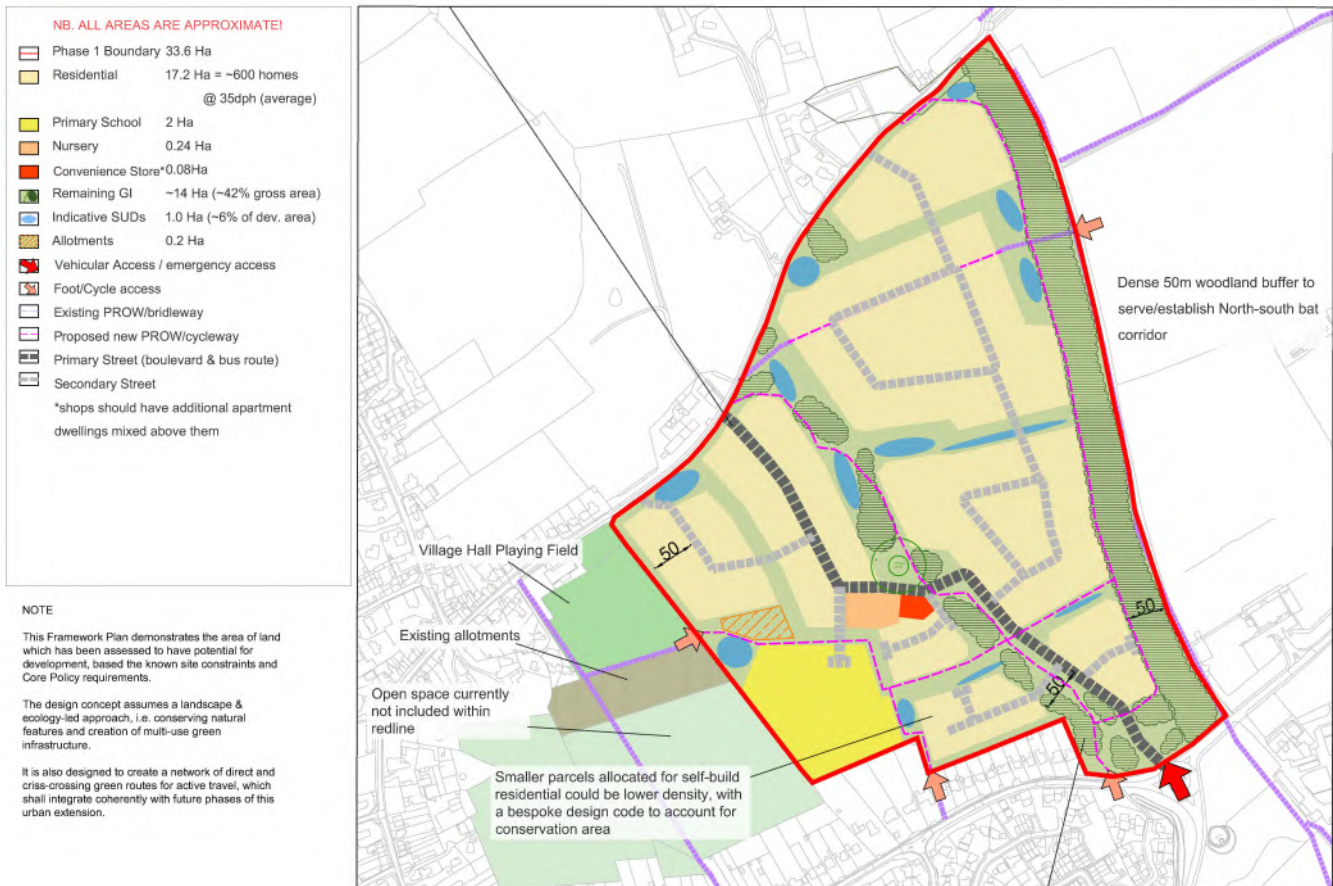 NB. ALL AREAS ARE APPROXIMATE!
Phase 1 Boundary 33.6 Ha
Residential 17.2 Ha = ~600 homes
@ 35dph (average)
Primary School 2 Ha
Nursery 0.24 Ha
Convenience Store* 0.08Ha
Remaining GI ~14 Ha (~42% gross area)
Indicative SUDs 1.0 Ha (~6% of dev. area)
Allotments 0.2 Ha
Vehicular Access / emergency access
Foot/Cycle access
Existing PROW/bridleway
Proposed new PROW/cycleway
Primary Street (boulevard & bus route)
Secondary Street
*shops should have additional apartment
dwellings mixed above them
NOTE
This Framework Plan demonstrates the area of land
which has been assessed to have potential for
development, based the known site constraints and
Core Policy requirements.
The design concept assumes a landscape &
ecology-led approach, i.e. conserving natural
features and creation of multi-use green
infrastructure.
It is also designed to create a network of direct and
criss-crossing green routes for active travel, which
shall integrate coherently with future phases of this
urban extension.
Dense 50m woodland buffer to
serve/establish North-south bat
corridor
Village Hall Playing Field
50
Existing allotments
50
Open space currently
not included within
redline
50
Smaller parcels allocated for self-build
residential could be lower density, with
a bespoke design code to account for
conservation area